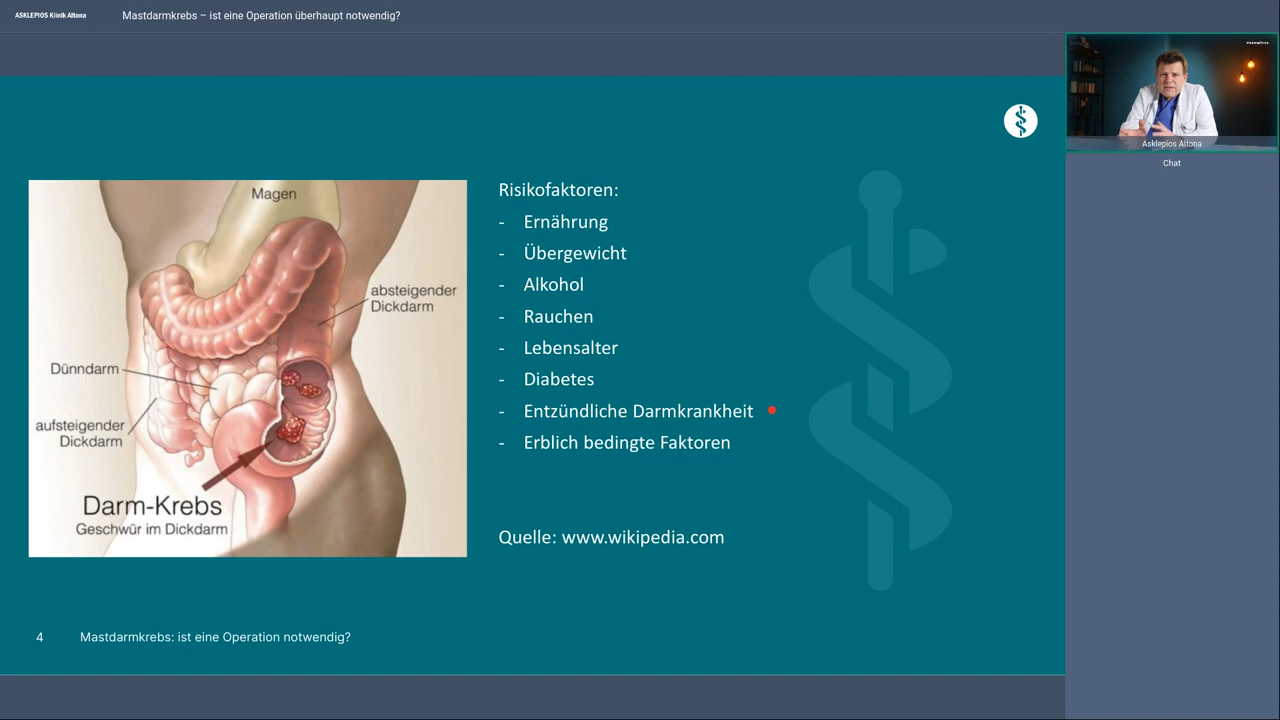 ASKLEPIOS Klinik Altona
Mastdarmkrebs – ist eine Operation überhaupt notwendig?
Asklepios Altona
Chat
Magen
absteigender
Dickdarm
Dünndarm
aufsteigender
Dickdarm
Darm-Krebs
Geschwür im Dickdarm
Risikofaktoren:
- Ernährung
- Übergewicht
- Alkohol
- Rauchen
- Lebensalter
- Diabetes
- Entzündliche Darmkrankheit
- Erblich bedingte Faktoren
Quelle: www.wikipedia.com
4 Mastdarmkrebs: ist eine Operation notwendig?